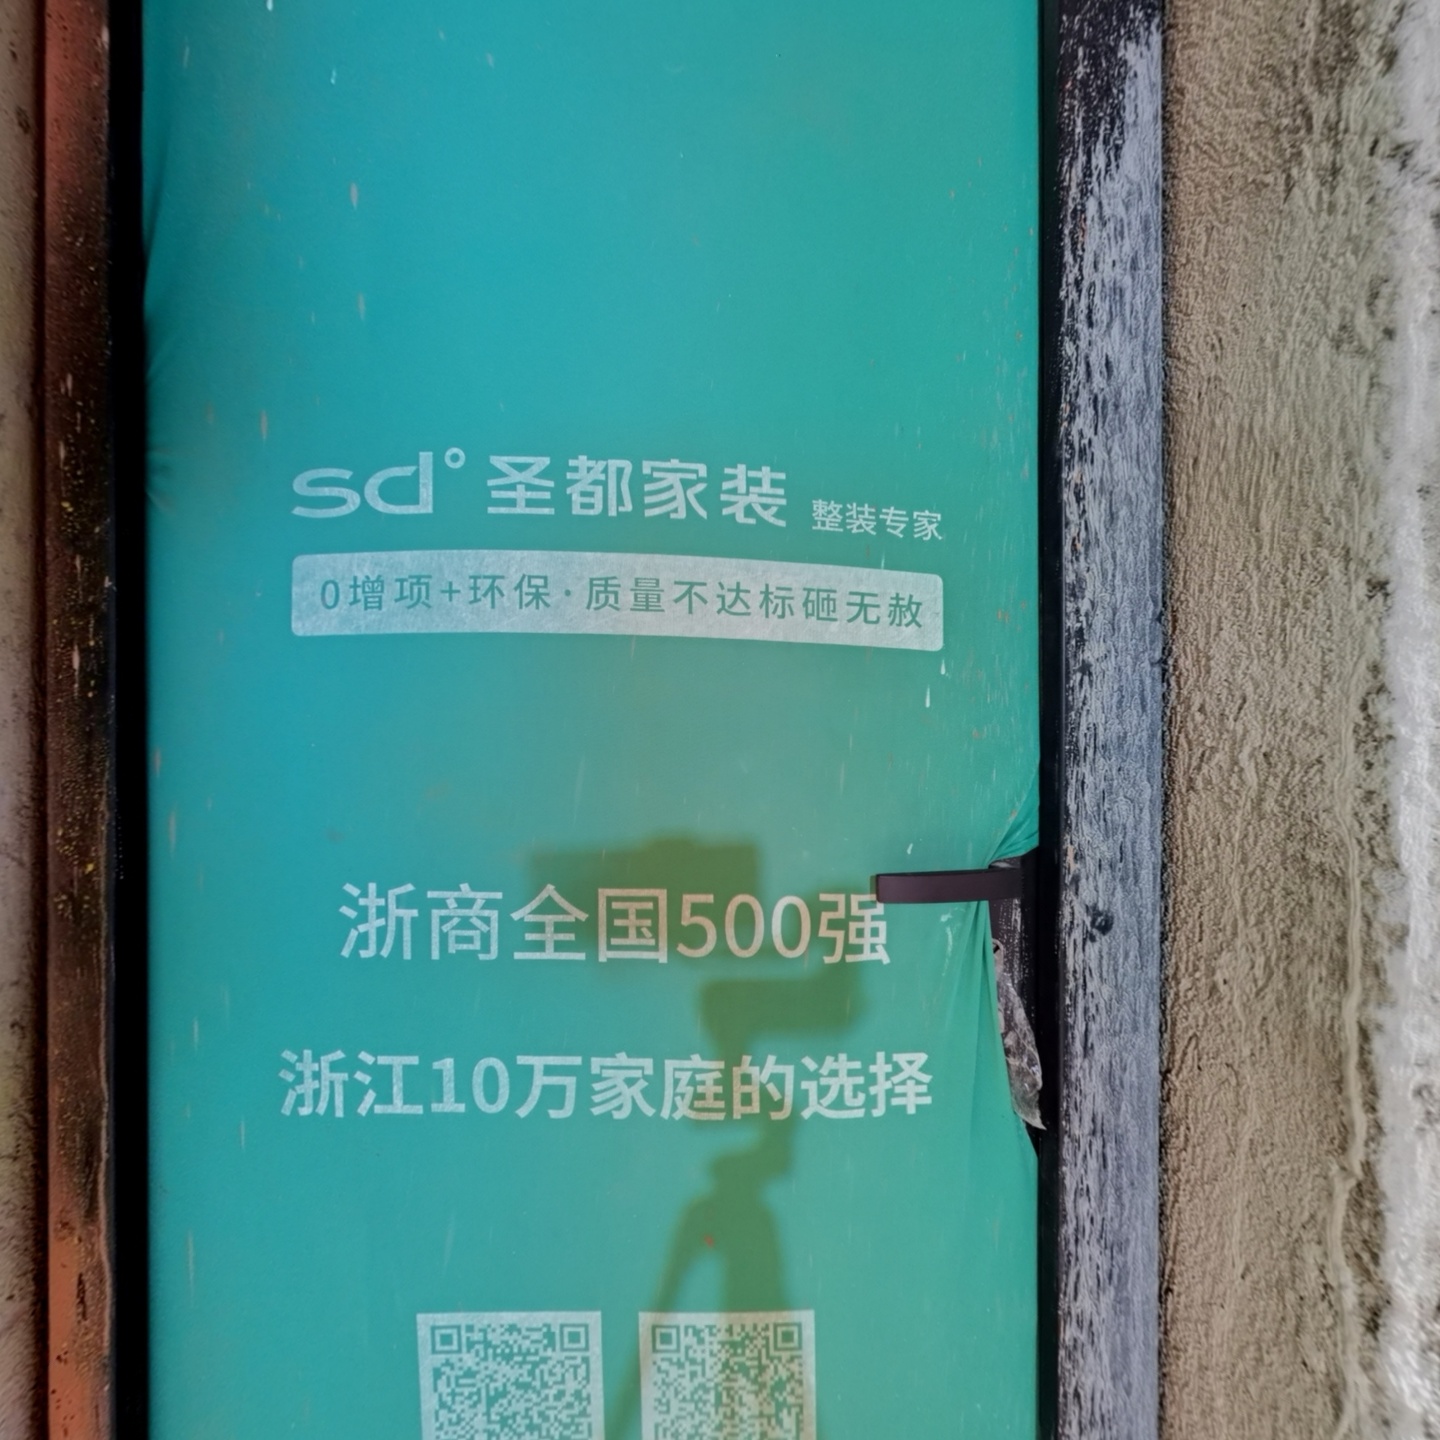 sd° 圣都家装 整装专家
0增项+环保·质量不达标砸无赦
浙商全国500强
浙江10万家庭的选择